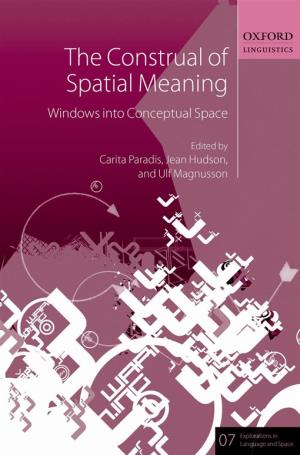 OXFORD
LINGUISTICS
The Construal of
Spatial Meaning
Windows into Conceptual Space
Edited by
Carita Paradis, Jean Hudson,
and Ulf Magnusson
07
Explorations in
Language and Space